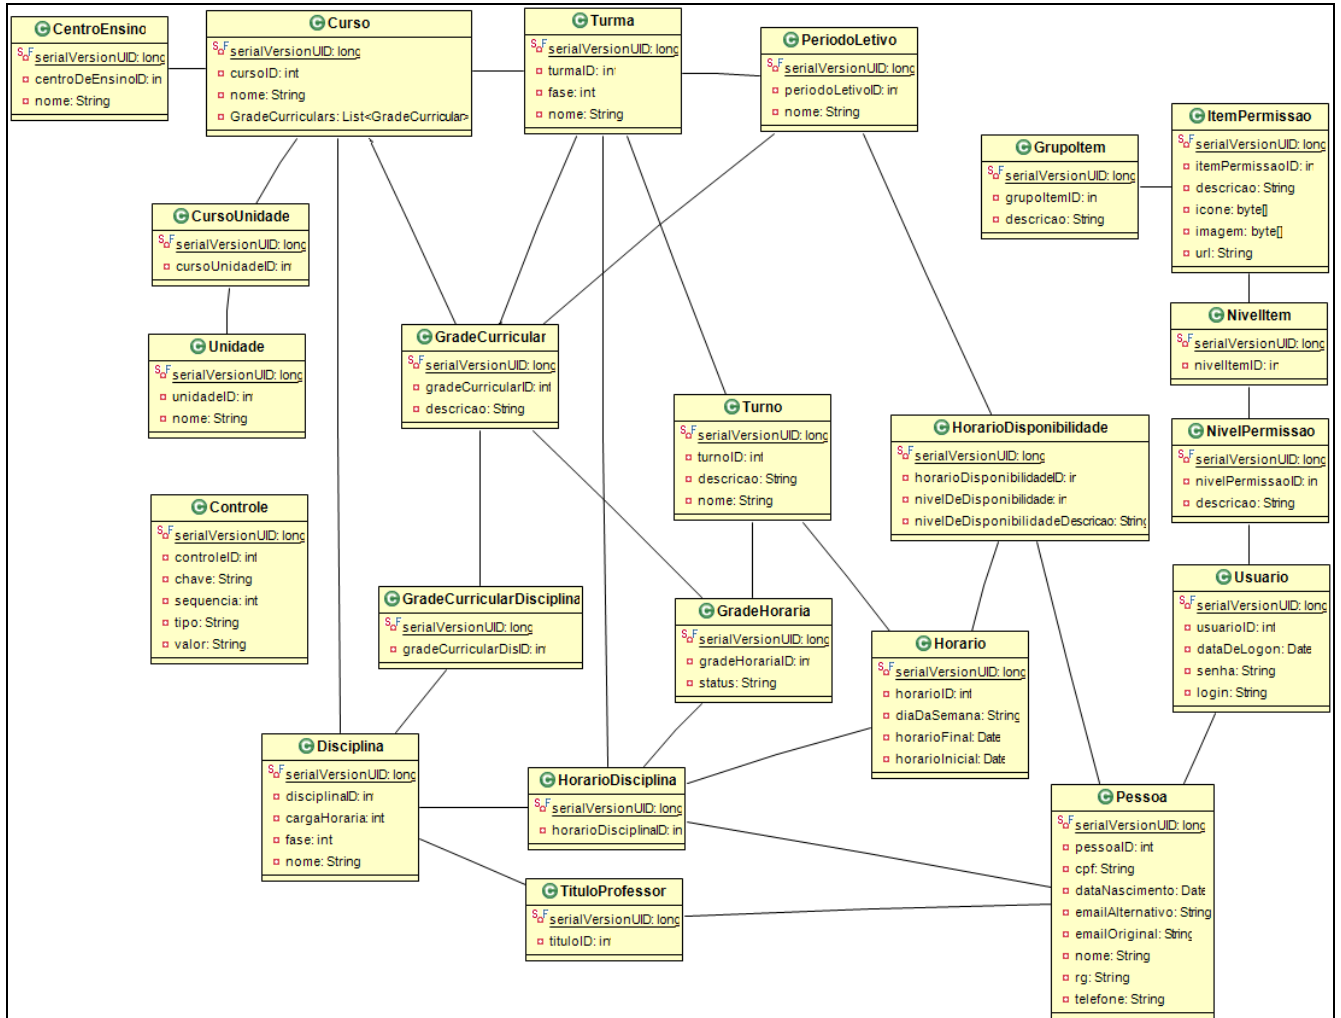 CentroEnsino
serialVersionUID: long
centroDeEnsinoID: in
nome: String
Curso
serialVersionUID: long
cursoID: int
nome: String
GradeCurriculars: List<GradeCurricular>
Turma
serialVersionUID: long
turmaID: int
fase: int
nome: String
PeriodoLetivo
serialVersionUID: long
periodoLetivoID: int
nome: String
ItemPermissao
serialVersionUID: long
itemPermissaoID: in
descricao: String
icone: byte[]
imagem: byte[]
url: String
GrupoItem
serialVersionUID: long
grupoItemID: in
descricao: String
CursoUnidade
serialVersionUID: long
cursoUnidadeID: int
Unidade
serialVersionUID: long
unidadeID: int
nome: String
GradeCurricular
serialVersionUID: long
gradeCurricularID: int
descricao: String
NivelItem
serialVersionUID: long
nivelItemID: in
Turno
serialVersionUID: long
turnoID: int
descricao: String
nome: String
HorarioDisponibilidade
serialVersionUID: long
horarioDisponibilidadeID: in
nivelDeDisponibilidade: in
nivelDeDisponibilidadeDescricao: String
NivelPermissao
serialVersionUID: long
nivelPermissaoID: in
descricao: String
Controle
serialVersionUID: long
controleID: int
chave: String
sequencia: int
tipo: String
valor: String
GradeCurricularDisciplina
serialVersionUID: long
gradeCurricularDisID: int
GradeHoraria
serialVersionUID: long
gradeHorariaID: int
status: String
Horario
serialVersionUID: long
horarioID: int
diaDaSemana: String
horarioFinal: Date
horarioInicial: Date
Usuario
serialVersionUID: long
usuarioID: int
dataDeLogon: Date
senha: String
login: String
Disciplina
serialVersionUID: long
disciplinaID: int
cargaHoraria: int
fase: int
nome: String
HorarioDisciplina
serialVersionUID: long
horarioDisciplinaID: in
TituloProfessor
serialVersionUID: long
tituloID: int
Pessoa
serialVersionUID: long
pessoaID: int
cpf: String
dataNascimento: Date
emailAlternativo: String
emailOriginal: String
nome: String
rg: String
telefone: String